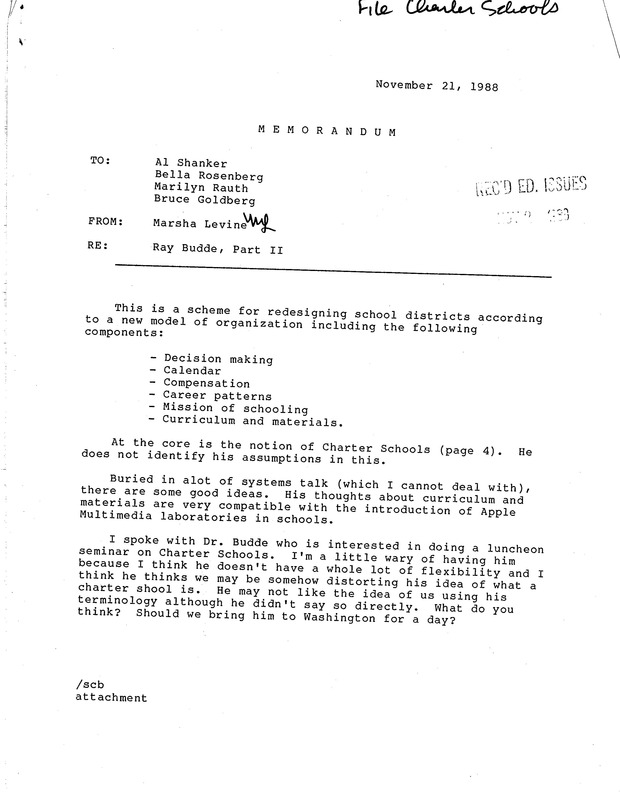 File Charter Schools
November 21, 1988
MEMORANDUM
TO: Al Shanker
Bella Rosenberg
Marilyn Rauth
Bruce Goldberg
REC'D ED. ISSUES
FROM: Marsha Levine
RE: Ray Budde, Part II
This is a scheme for redesigning school districts according
to a new model of organization including the following
components:
- Decision making
- Calendar
- Compensation
- Career patterns
- Mission of schooling
- Curriculum and materials.
At the core is the notion of Charter Schools (page 4). He
does not identify his assumptions in this.
Buried in alot of systems talk (which I cannot deal with),
there are some good ideas. His thoughts about curriculum and
materials are very compatible with the introduction of Apple
Multimedia laboratories in schools.
I spoke with Dr. Budde who is interested in doing a luncheon
seminar on Charter Schools. I'm a little wary of having him
because I think he doesn't have a whole lot of flexibility and I
think he thinks we may be somehow distorting his idea of what a
charter shool is. He may not like the idea of us using his
terminology although he didn't say so directly. What do you
think? Should we bring him to Washington for a day?
/scb
attachment